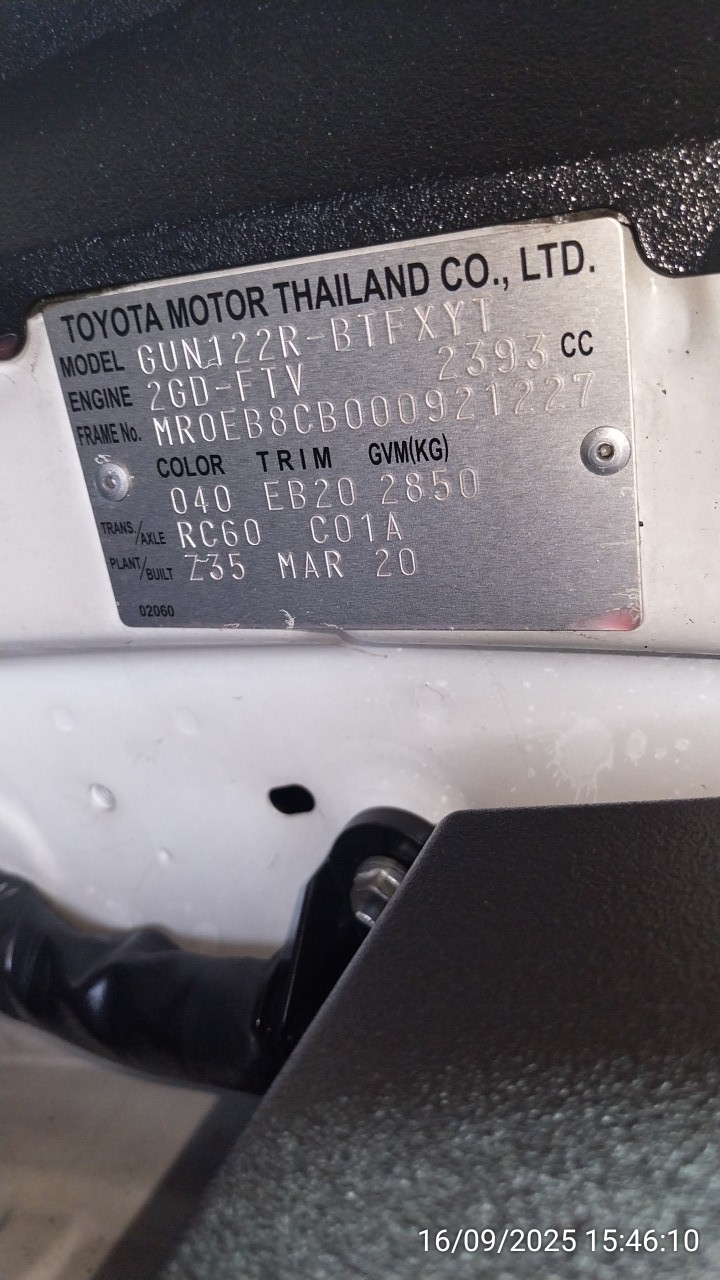 TOYOTA MOTOR THAILAND CO., LTD.
MODEL GUN122R-BTFXYT
ENGINE 2GD-FTV 2393 CC
FRAME No. MR0EB8CB000921227
COLOR TRIM GVM(KG)
040 EB20 2850
TRANS./AXLE RC60 C01A
PLANT/BUILT Z35 MAR 20
02060
16/09/2025 15:46:10